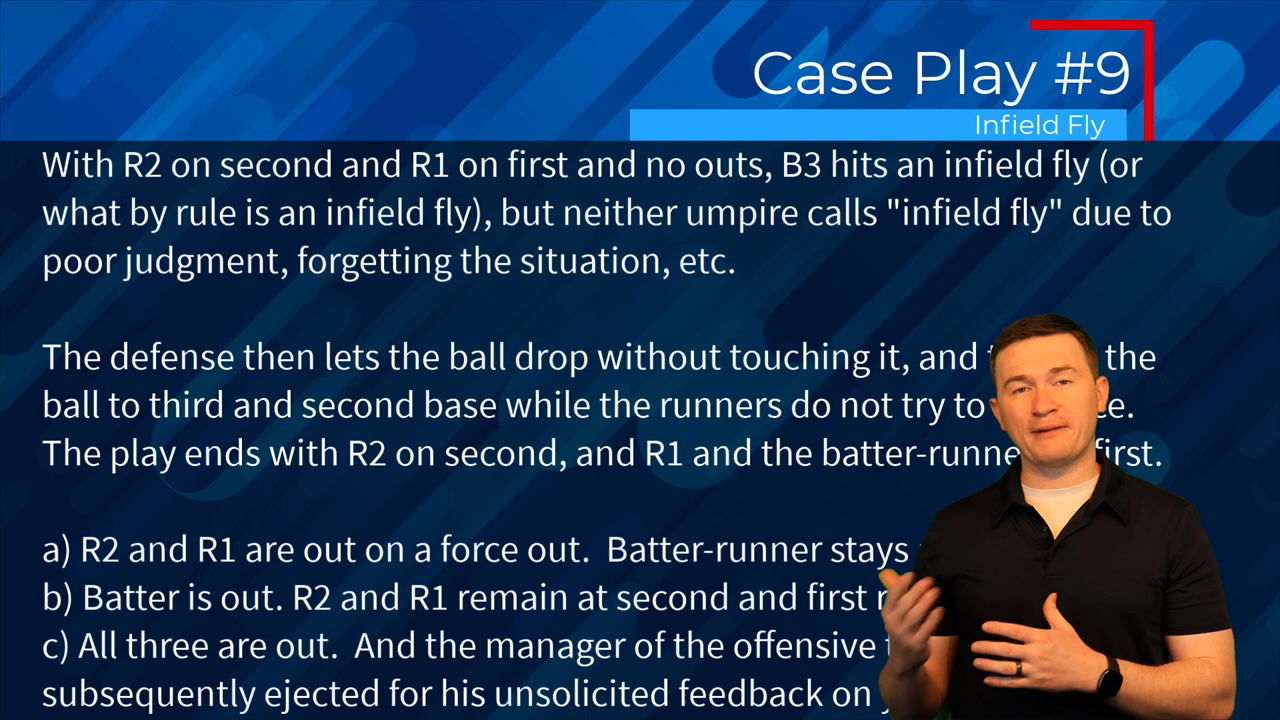 Case Play #9
Infield Fly
With R2 on second and R1 on first and no outs, B3 hits an infield fly (or
what by rule is an infield fly), but neither umpire calls "infield fly" due to
poor judgment, forgetting the situation, etc.
The defense then lets the ball drop without touching it, and the
ball to third and second base while the runners do not try to
The play ends with R2 on second, and R1 and the first.
a) R2 and R1 are out on a force out. Batter-runner stays
b) Batter is out. R2 and R1 remain at second and first
c) All three are out. And the manager of the offensive
subsequently ejected for his unsolicited feedback on